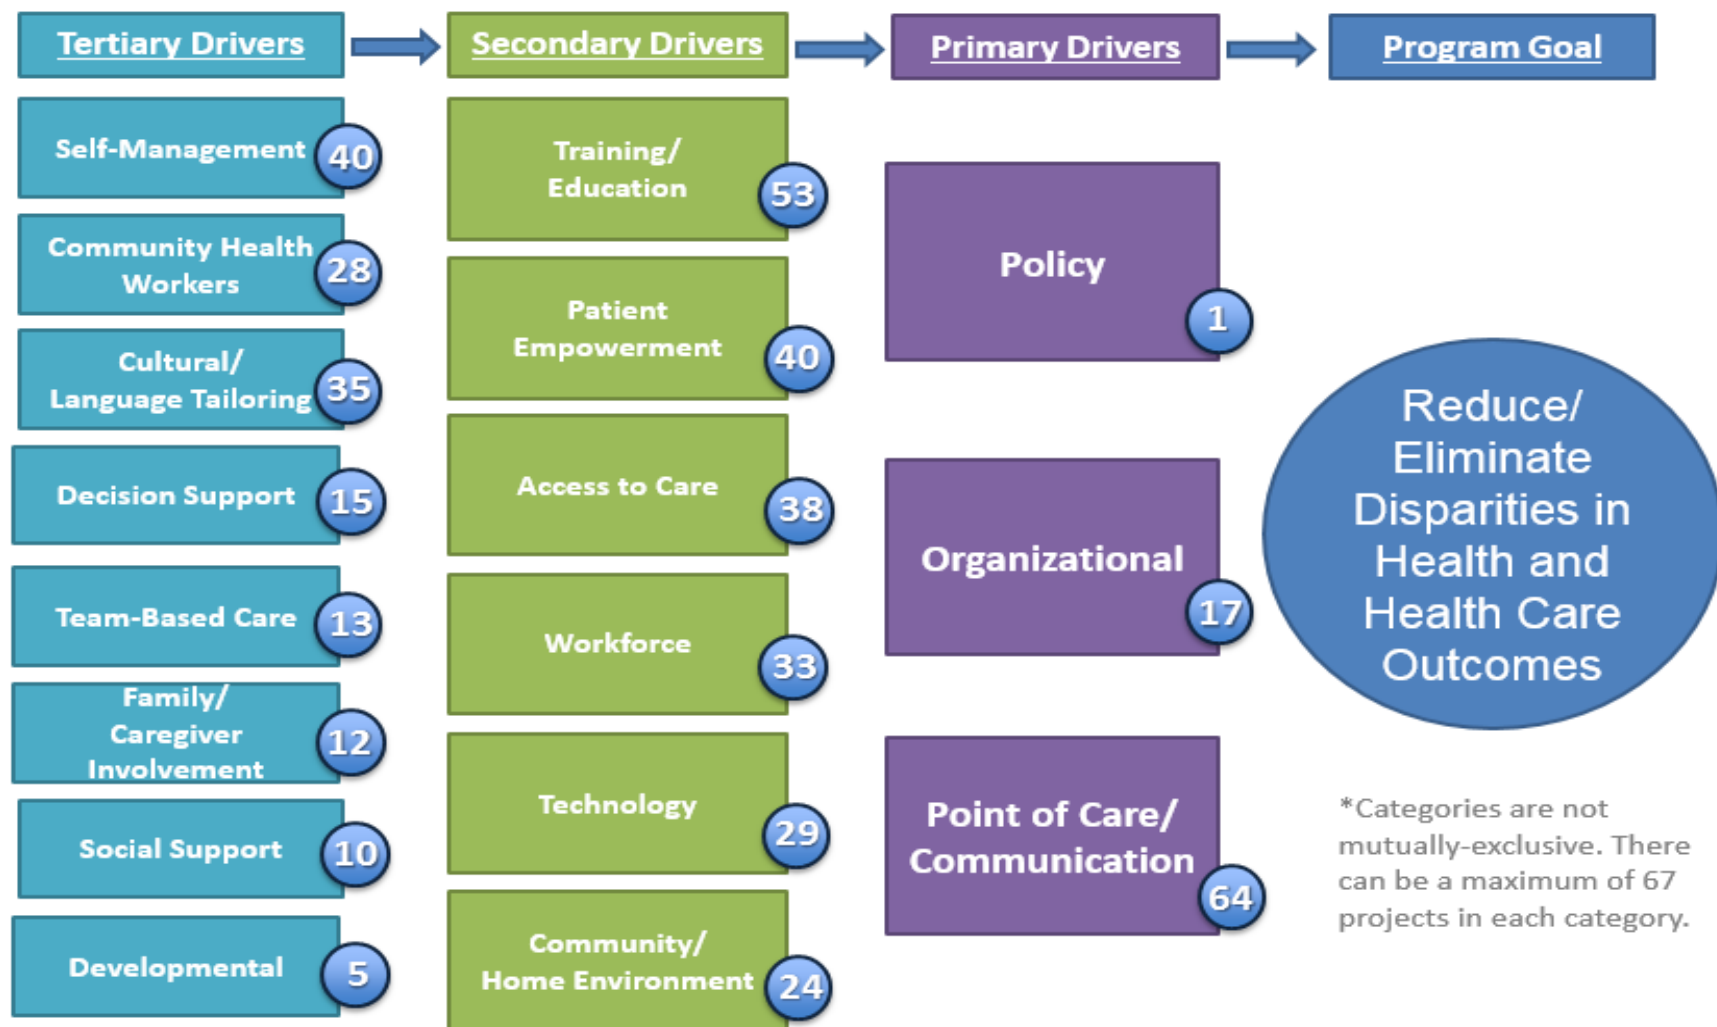 Tertiary Drivers
Secondary Drivers
Primary Drivers
Program Goal
Self-Management
40
Community Health
Workers
28
Cultural/
Language Tailoring
35
Decision Support
15
Team-Based Care
13
Family/
Caregiver
Involvement
12
Social Support
10
Developmental
5
Training/
Education
53
Patient
Empowerment
40
Access to Care
38
Workforce
33
Technology
29
Community/
Home Environment
24
Policy
1
Organizational
17
Point of Care/
Communication
64
Reduce/
Eliminate
Disparities in
Health and
Health Care
Outcomes
*Categories are not
mutually-exclusive. There
can be a maximum of 67
projects in each category.